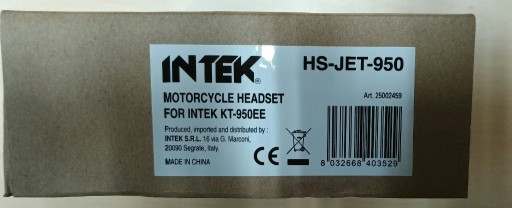 INTEK®
HS-JET-950
MOTORCYCLE HEADSET
FOR INTEK KT-950EE
Art. 25002459
Produced, imported and distributed by :
INTEK S.R.L. 16 via G. Marconi,
20090 Segrate, Italy.
MADE IN CHINA
CE
8 032668 403529